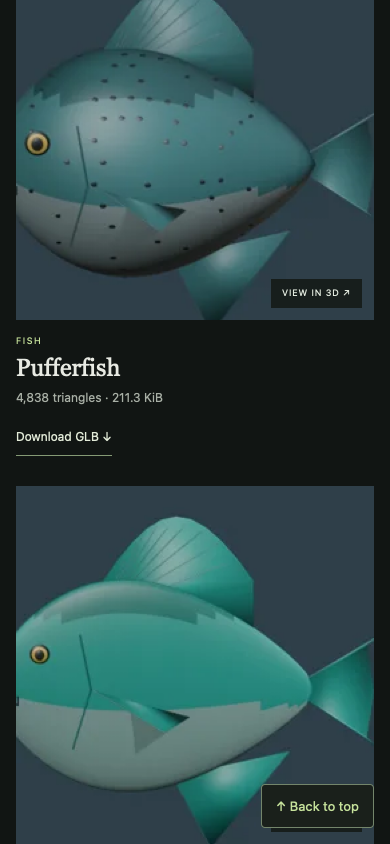 VIEW IN 3D ↗
FISH
Pufferfish
4,838 triangles · 211.3 KiB
Download GLB ↓
↑ Back to top